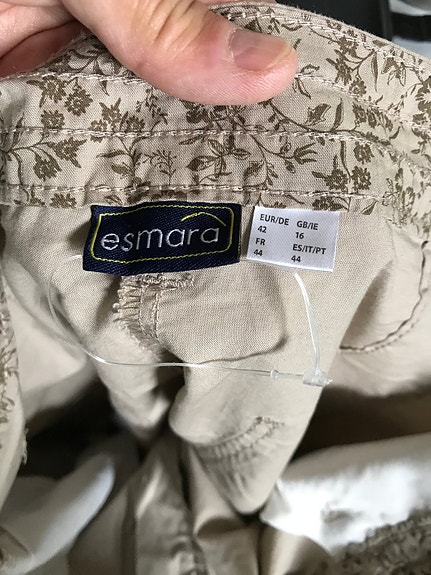 esmara
EUR/DE GB/IE
42 16
FR ES/IT/PT
44 44